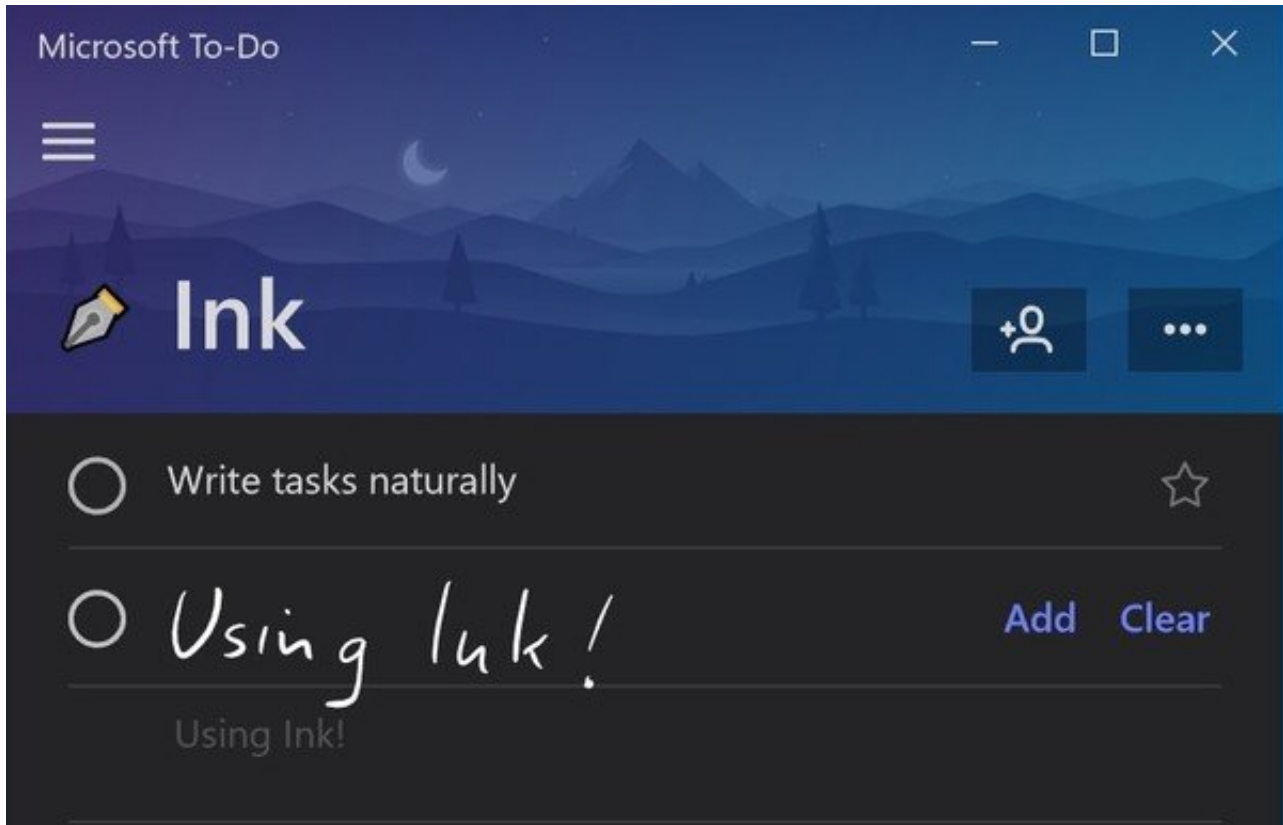 Microsoft To-Do
Ink
Write tasks naturally
Using Ink! Add Clear
Using Ink!